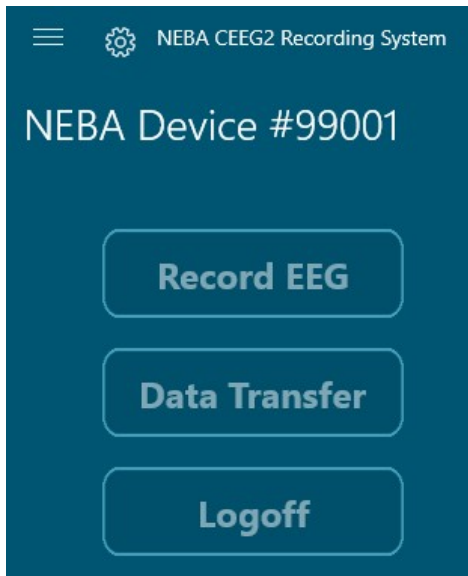 NEBA CEEG2 Recording System
NEBA Device #99001
Record EEG
Data Transfer
Logoff